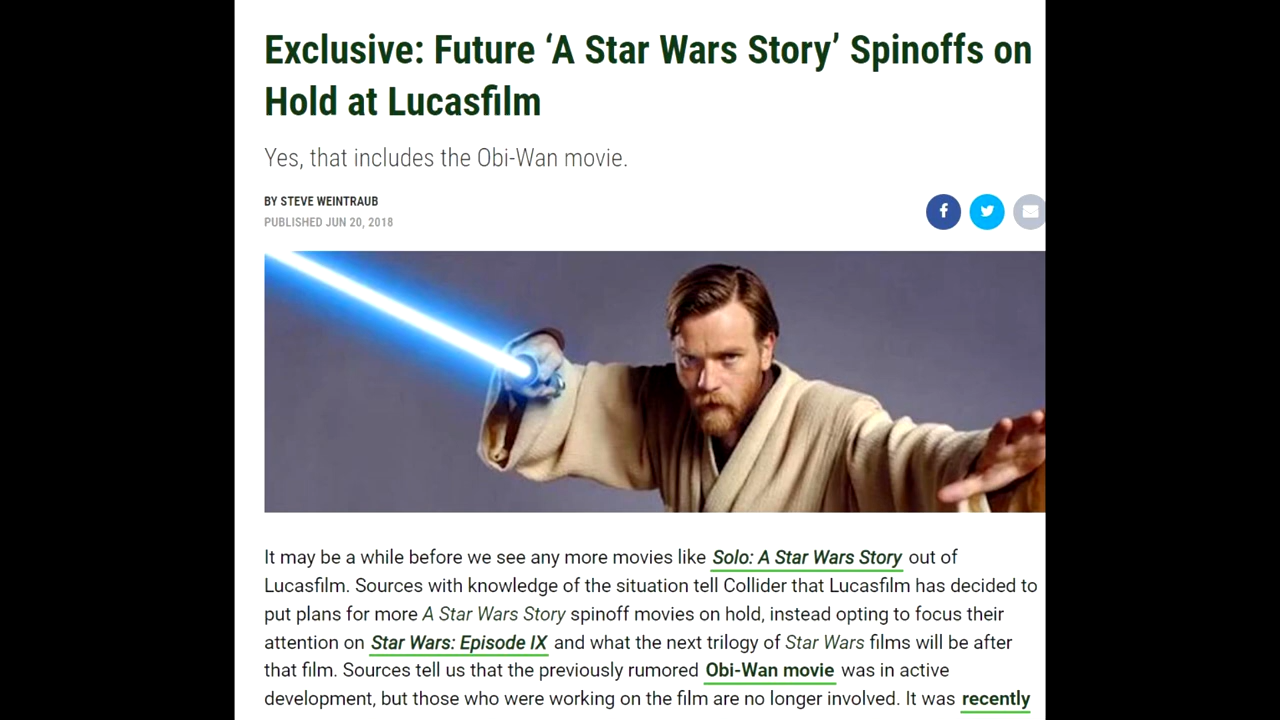 Exclusive: Future ‘A Star Wars Story’ Spinoffs on
Hold at Lucasfilm
Yes, that includes the Obi-Wan movie.
BY STEVE WEINTRAUB
PUBLISHED JUN 20, 2018
It may be a while before we see any more movies like Solo: A Star Wars Story out of
Lucasfilm. Sources with knowledge of the situation tell Collider that Lucasfilm has decided to
put plans for more A Star Wars Story spinoff movies on hold, instead opting to focus their
attention on Star Wars: Episode IX and what the next trilogy of Star Wars films will be after
that film. Sources tell us that the previously rumored Obi-Wan movie was in active
development, but those who were working on the film are no longer involved. It was recently